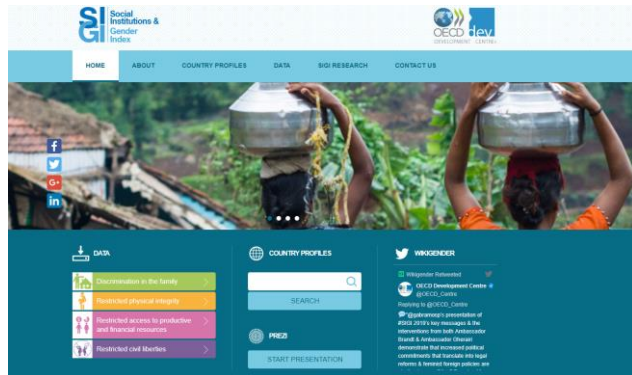 SIGI
Social
Institutions &
Gender
Index
OECD dev
DEVELOPMENT CENTRE
HOME ABOUT COUNTRY PROFILES DATA SIGI RESEARCH CONTACT US
f
G+
in
DATA
Discrimination in the family
Restricted physical integrity
Restricted access to productive
and financial resources
Restricted civil liberties
COUNTRY PROFILES
SEARCH
PREZI
START PRESENTATION
WIKIGENDER
Wikigender Retweeted
OECD Development Centre
@OECD_Centre
Replying to @OECD_Centre
presentation of
#SIGI 2019's key messages & the
interventions from both Ambassador
Brandt & Ambassador Gharari
demonstrate that increased political
commitments that translate into legal
reforms & feminist foreign policies are